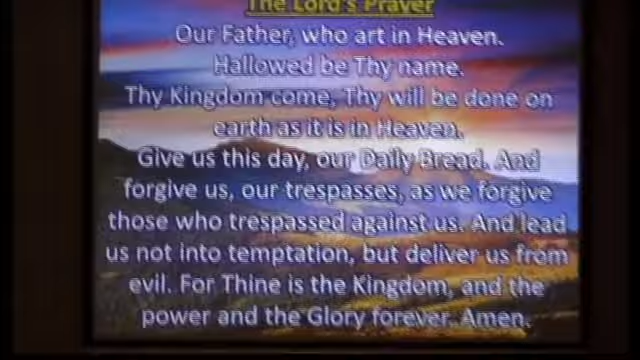 The Lord's Prayer
Our Father, who art in Heaven.
Hallowed be Thy name.
Thy Kingdom come, Thy will be done on
earth as it is in Heaven.
Give us this day, our Daily Bread. And
forgive us, our trespasses, as we forgive
those who trespassed against us. And lead
us not into temptation, but deliver us from
evil. For Thine is the Kingdom, and the
power and the Glory forever. Amen.